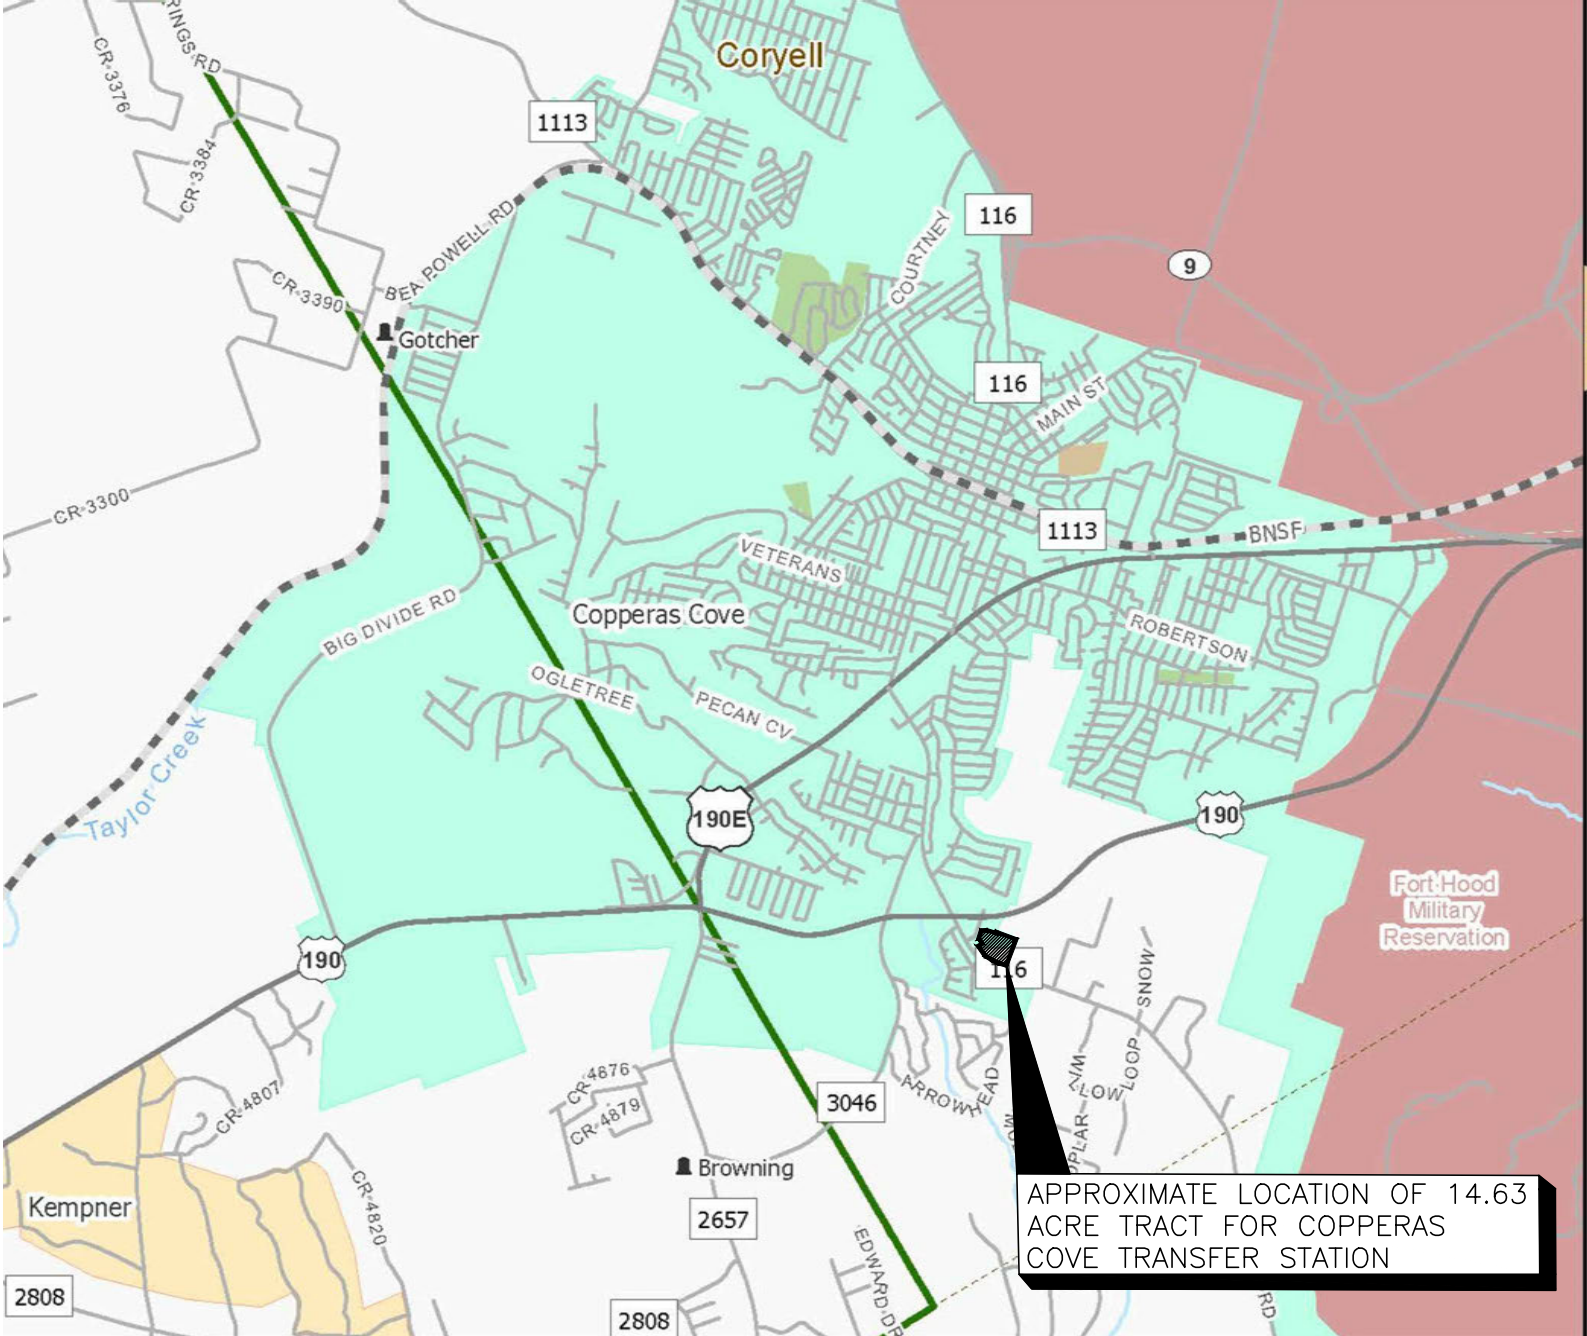 RINGS RD
Coryell
CR-3376
1113
CR-3384
116
COURTNEY
BEA POWELL RD
9
CR-3390
Gotcher
116
MAIN ST
CR-3300
1113
BNSF
VETERANS
BIG DIVIDE RD
Copperas Cove
ROBERTSON
OGLETREE
PECAN CV
Taylor Creek
190E
190
Fort Hood
Military
Reservation
190
116
SNOW
LOOP
CR-4876
CR-4807
CR-4879
3046
ARROWHEAD
LOW
Browning
Kempner
CR-4820
2657
APPROXIMATE LOCATION OF 14.63
ACRE TRACT FOR COPPERAS
COVE TRANSFER STATION
EDWARD DR
2808
2808
RD